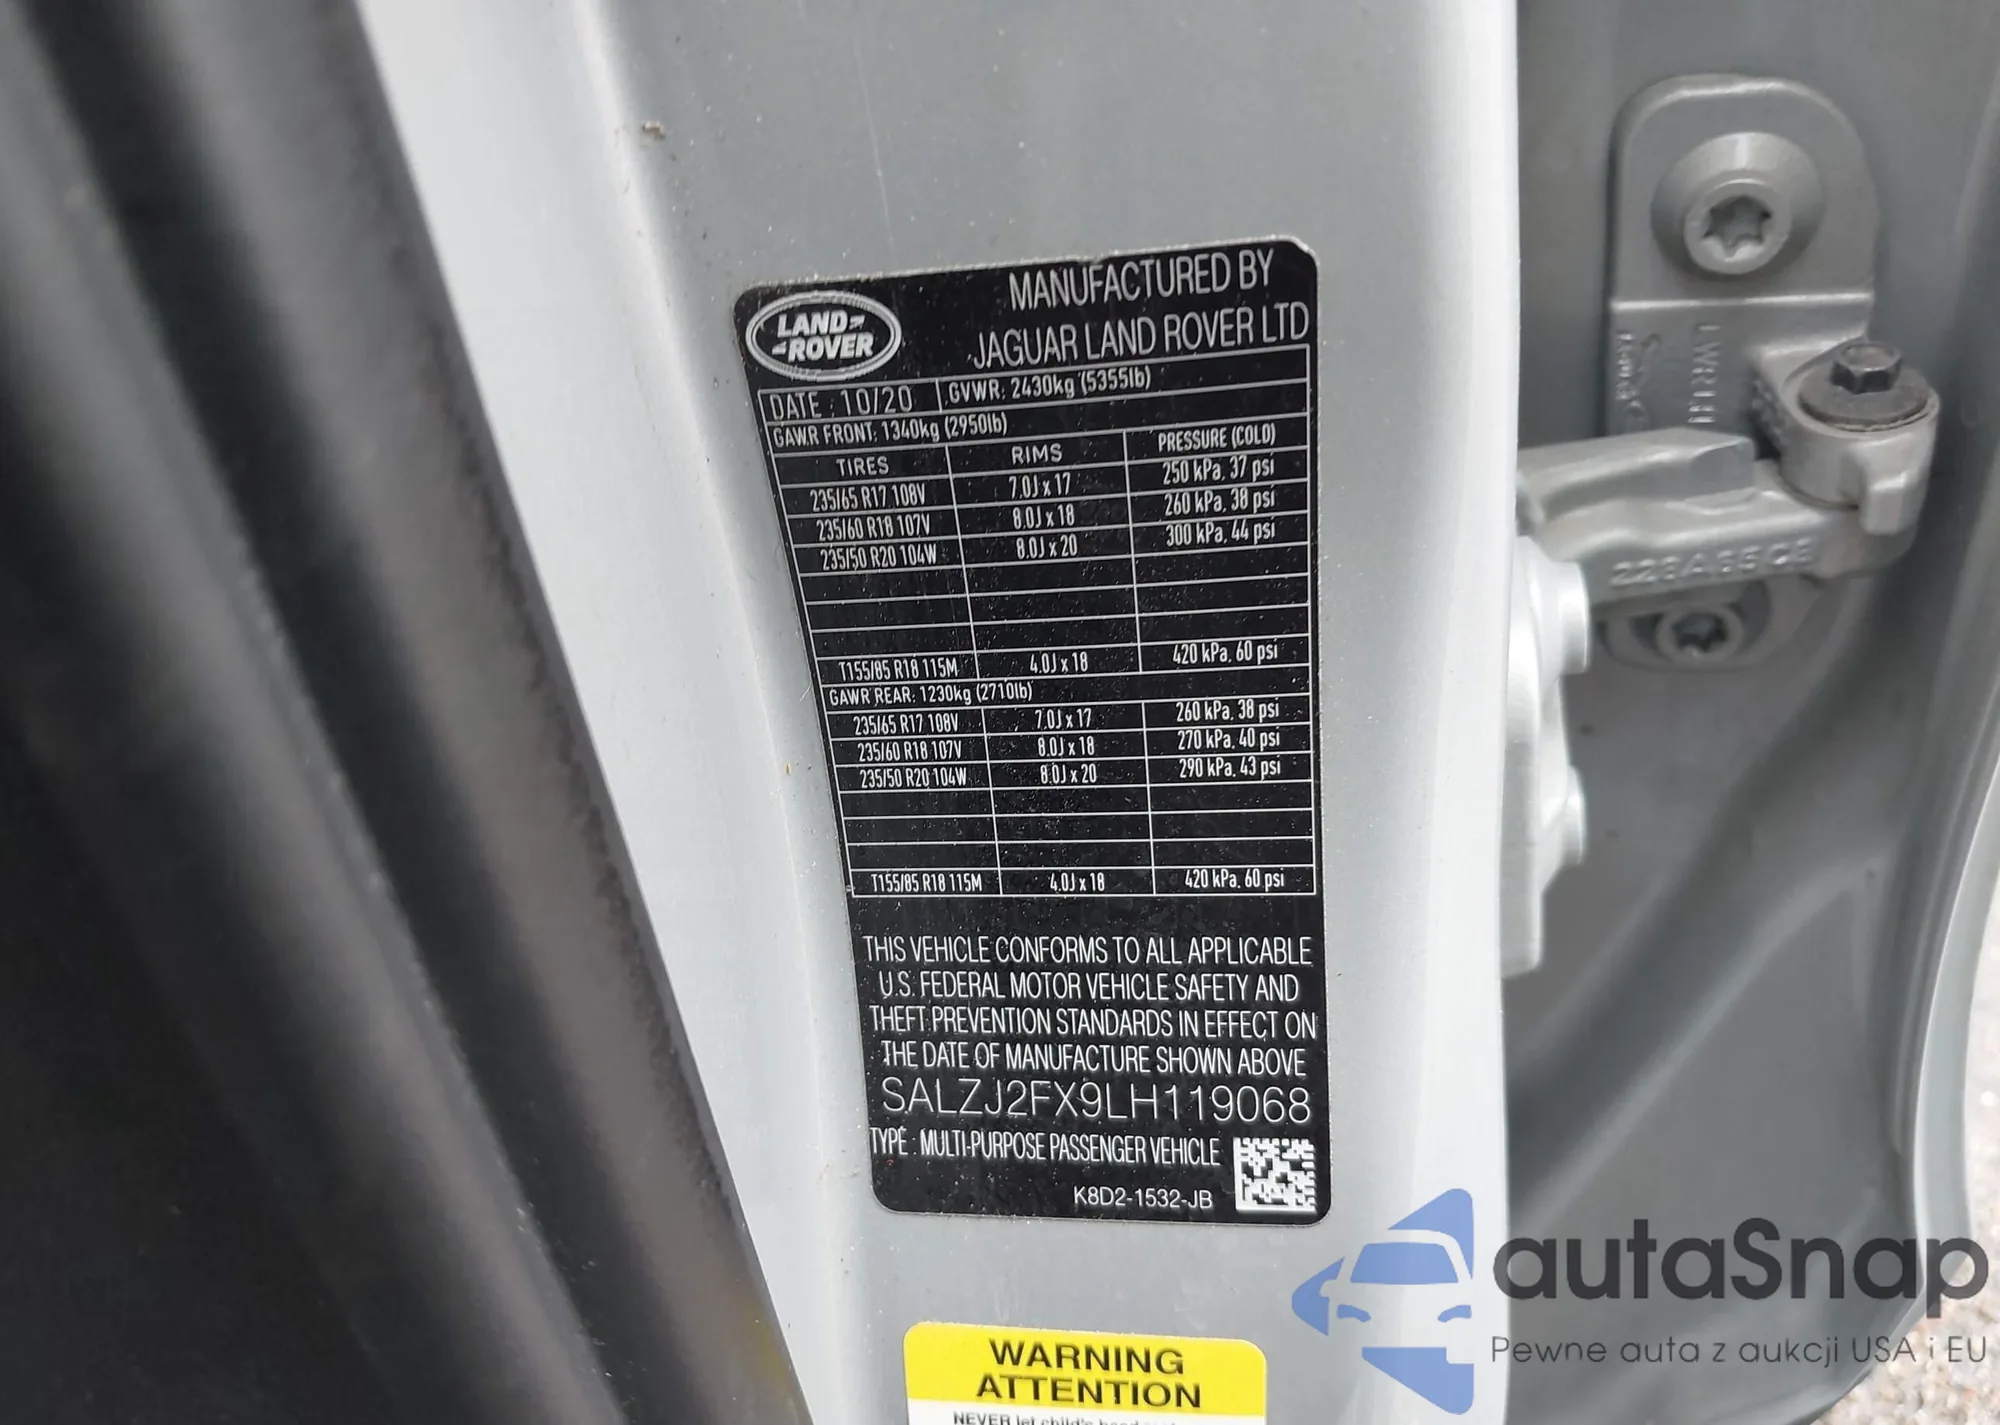 LAND
ROVER
MANUFACTURED BY
JAGUAR LAND ROVER LTD
DATE : 10/20 GVWR: 2430kg (5355lb)
GAWR FRONT: 1340kg (2950lb)
TIRES RIMS PRESSURE (COLD)
235/65 R17 108V 7.0J x 17 250 kPa, 37 psi
235/60 R18 107V 8.0J x 18 260 kPa, 38 psi
235/50 R20 104W 8.0J x 20 300 kPa, 44 psi
T155/85 R18 115M 4.0J x 18 420 kPa, 60 psi
GAWR REAR: 1230kg (2710lb)
235/65 R17 108V 7.0J x 17 260 kPa, 38 psi
235/60 R18 107V 8.0J x 18 270 kPa, 40 psi
235/50 R20 104W 8.0J x 20 290 kPa, 43 psi
T155/85 R18 115M 4.0J x 18 420 kPa, 60 psi
THIS VEHICLE CONFORMS TO ALL APPLICABLE
U.S. FEDERAL MOTOR VEHICLE SAFETY AND
THEFT PREVENTION STANDARDS IN EFFECT ON
THE DATE OF MANUFACTURE SHOWN ABOVE
SALZJ2FX9LH119068
TYPE : MULTI-PURPOSE PASSENGER VEHICLE
K8D2-1532-JB
WARNING
ATTENTION
NEVER let child's
autaSnap
Pewne auta z aukcji USA i EU